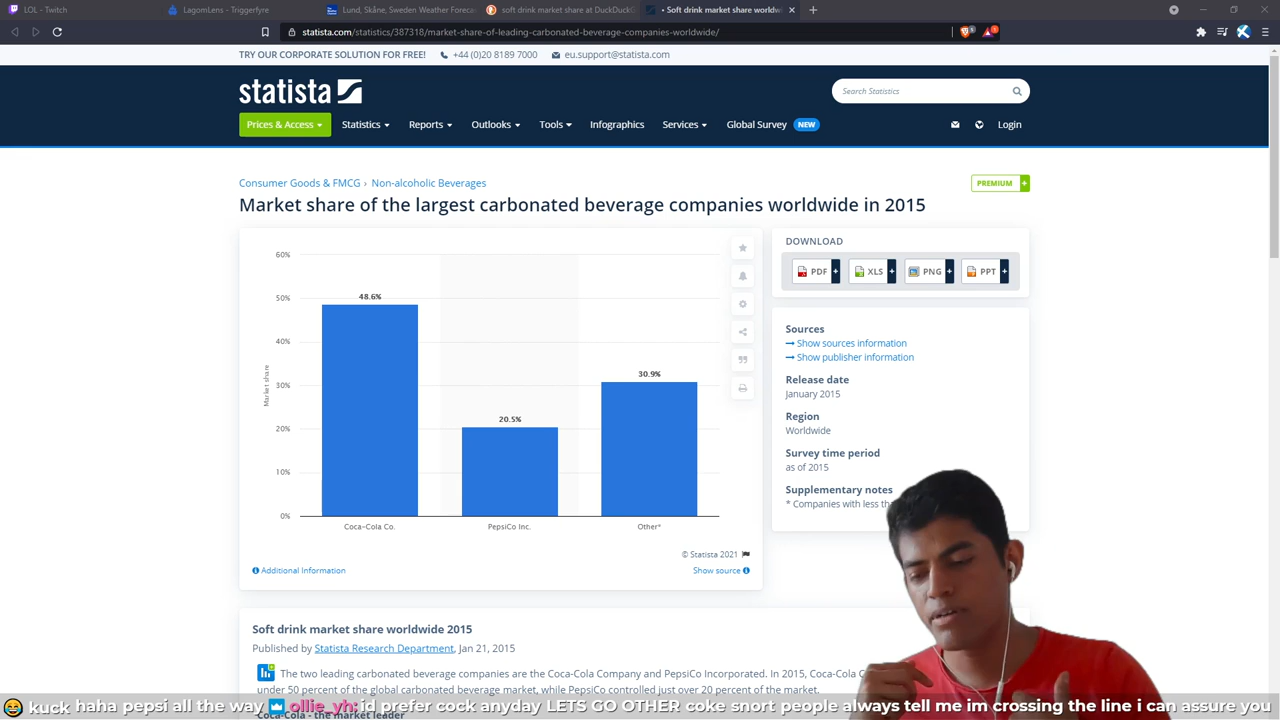 LOL - Twitch
LagomLens - Triggerfyre
Lund, Skåne, Sweden Weather Foreca
soft drink market share at DuckDuckG
• Soft drink market share worldw
statista.com/statistics/387318/market-share-of-leading-carbonated-beverage-companies-worldwide/
TRY OUR CORPORATE SOLUTION FOR FREE!
+44 (0)20 8189 7000
eu.support@statista.com
statista
Search Statistics
Prices & Access
Statistics
Reports
Outlooks
Tools
Infographics
Services
Global Survey
NEW
Login
Consumer Goods & FMCG › Non-alcoholic Beverages
PREMIUM +
Market share of the largest carbonated beverage companies worldwide in 2015
60%
50%
40%
30%
20%
10%
0%
Market share
48.6%
20.5%
30.9%
Coca-Cola Co.
PepsiCo Inc.
Other*
© Statista 2021
Additional Information
Show source
DOWNLOAD
PDF +
XLS +
PNG +
PPT +
Sources
Show sources information
Show publisher information
Release date
January 2015
Region
Worldwide
Survey time period
as of 2015
Supplementary notes
* Companies with less
Soft drink market share worldwide 2015
Published by Statista Research Department, Jan 21, 2015
The two leading carbonated beverage companies are the Coca-Cola Company and PepsiCo Incorporated. In 2015, Coca-Cola
under 50 percent of the global carbonated beverage market, while PepsiCo controlled just over 20 percent of the market.
Coca-Cola - the market leader
kuck haha pepsi all the way ollie_yh: id prefer cock anyday LETS GO OTHER coke snort people always tell me im crossing the line i can assure you